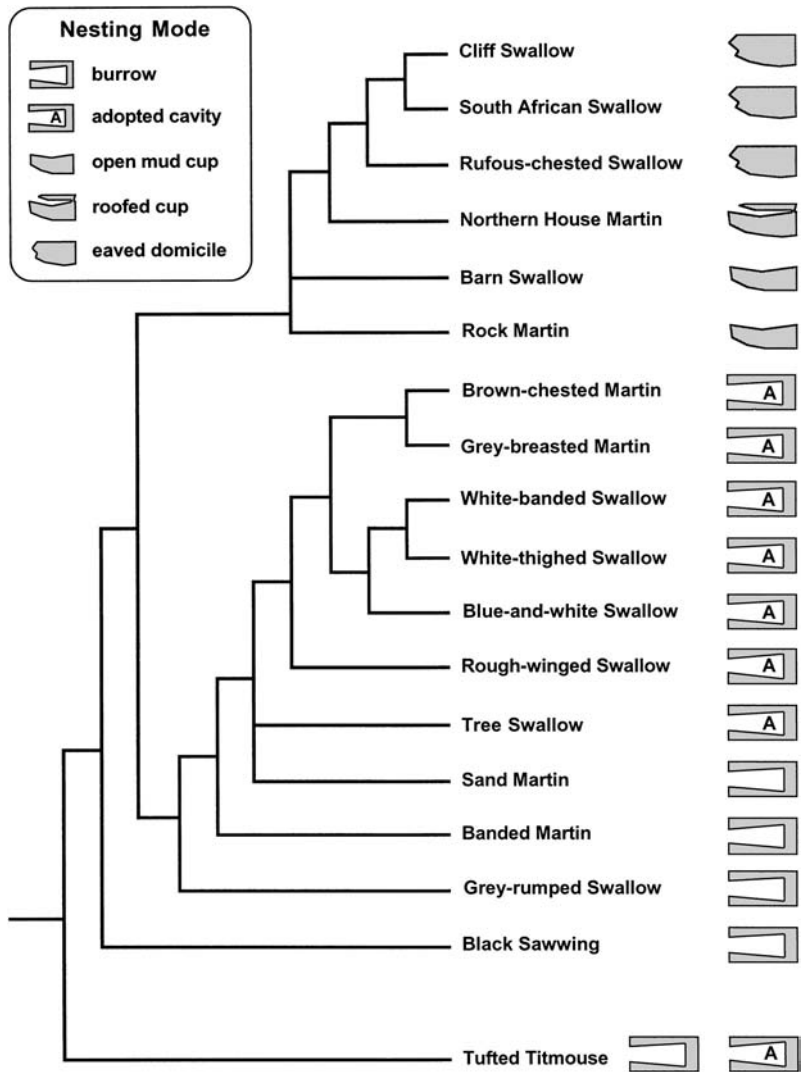 Nesting Mode
burrow
A adopted cavity
open mud cup
roofed cup
eaved domicile
Cliff Swallow
South African Swallow
Rufous-chested Swallow
Northern House Martin
Barn Swallow
Rock Martin
Brown-chested Martin A
Grey-breasted Martin A
White-banded Swallow A
White-thighed Swallow A
Blue-and-white Swallow A
Rough-winged Swallow A
Tree Swallow A
Sand Martin
Banded Martin
Grey-rumped Swallow
Black Sawwing
Tufted Titmouse A